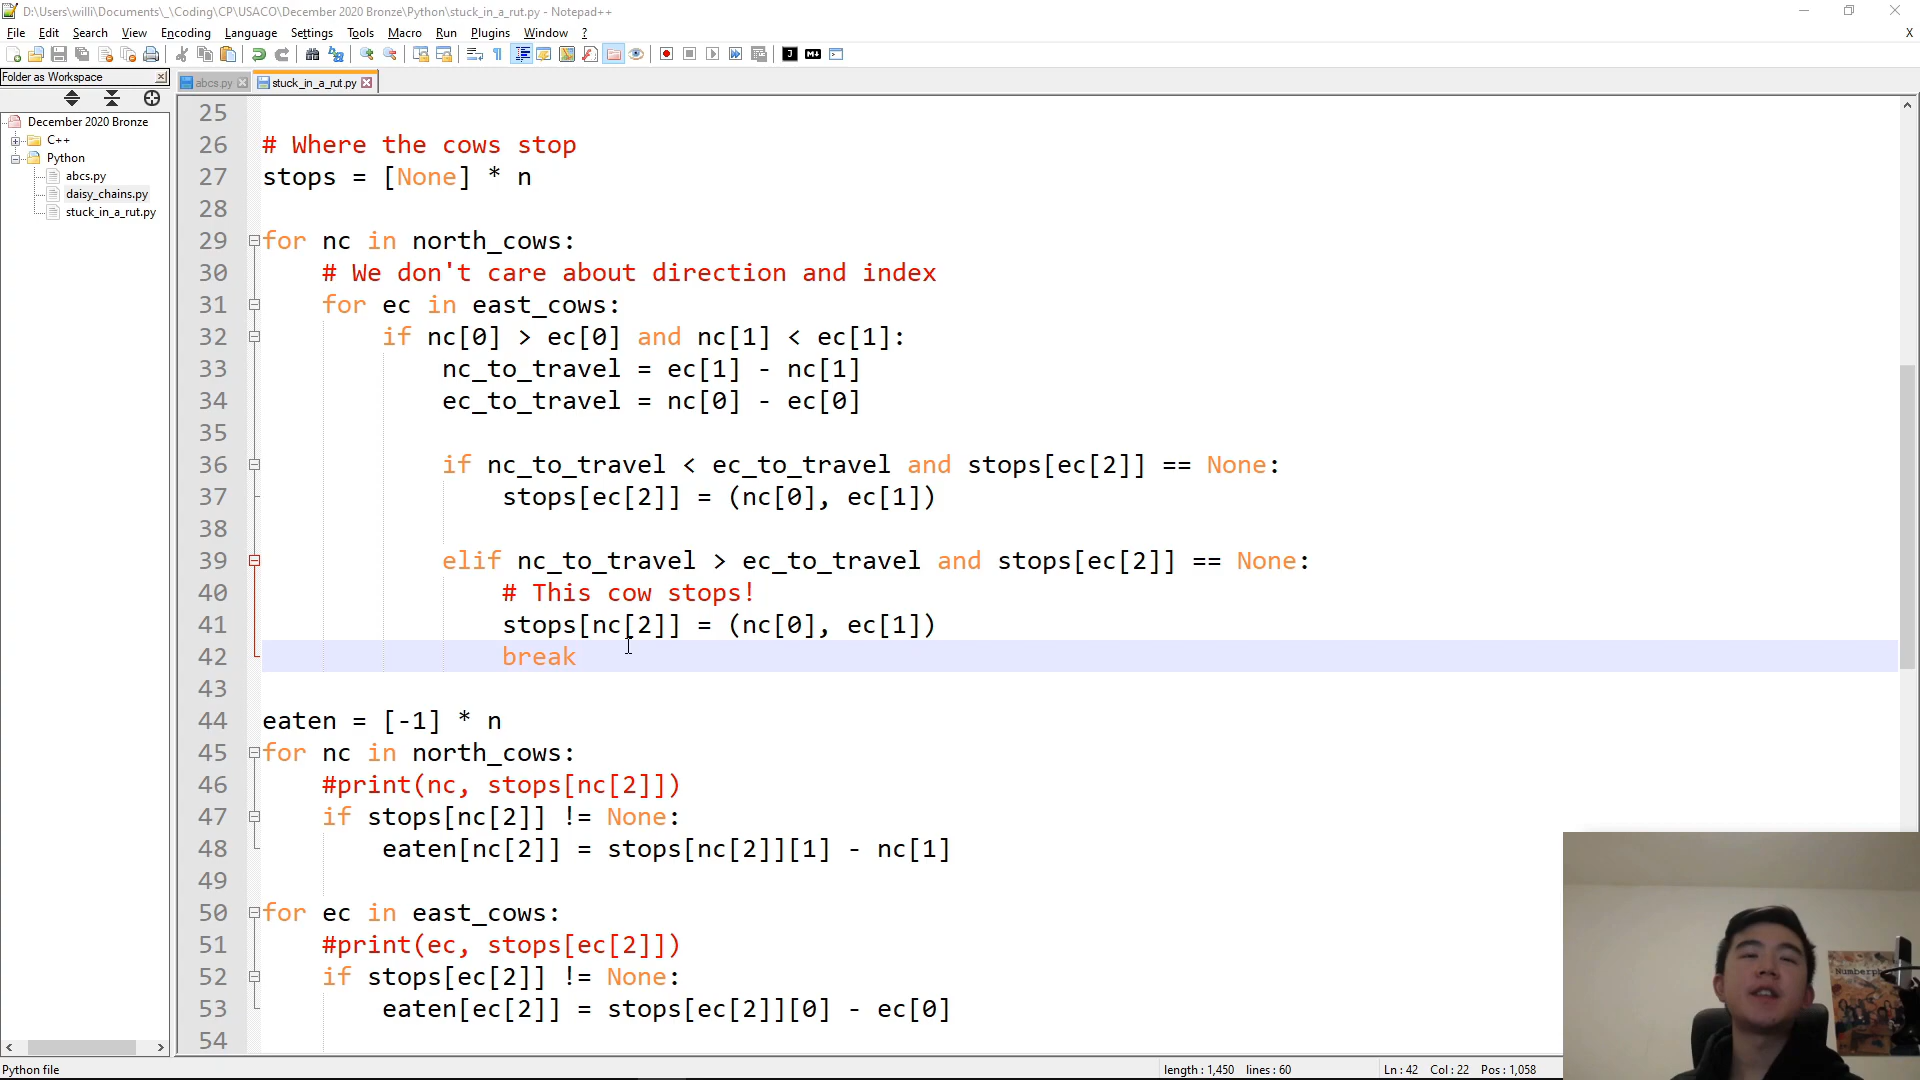 D:\Users\willi\Documents\_\Coding\CP\USACO\December 2020 Bronze\Python\stuck_in_a_rut.py - Notepad++
File Edit Search View Encoding Language Settings Tools Macro Run Plugins Window ?
X
Folder as Workspace
abcs.py
stuck_in_a_rut.py
December 2020 Bronze
C++
Python
abcs.py
daisy_chains.py
stuck_in_a_rut.py
25
26 # Where the cows stop
27 stops = [None] * n
28
29 for nc in north_cows:
30 # We don't care about direction and index
31 for ec in east_cows:
32 if nc[0] > ec[0] and nc[1] < ec[1]:
33 nc_to_travel = ec[1] - nc[1]
34 ec_to_travel = nc[0] - ec[0]
35
36 if nc_to_travel < ec_to_travel and stops[ec[2]] == None:
37 stops[ec[2]] = (nc[0], ec[1])
38
39 elif nc_to_travel > ec_to_travel and stops[ec[2]] == None:
40 # This cow stops!
41 stops[nc[2]] = (nc[0], ec[1])
42 break
43
44 eaten = [-1] * n
45 for nc in north_cows:
46 #print(nc, stops[nc[2]])
47 if stops[nc[2]] != None:
48 eaten[nc[2]] = stops[nc[2]][1] - nc[1]
49
50 for ec in east_cows:
51 #print(ec, stops[ec[2]])
52 if stops[ec[2]] != None:
53 eaten[ec[2]] = stops[ec[2]][0] - ec[0]
54
Python file
length : 1,450 lines : 60
Ln : 42 Col : 22 Pos : 1,058